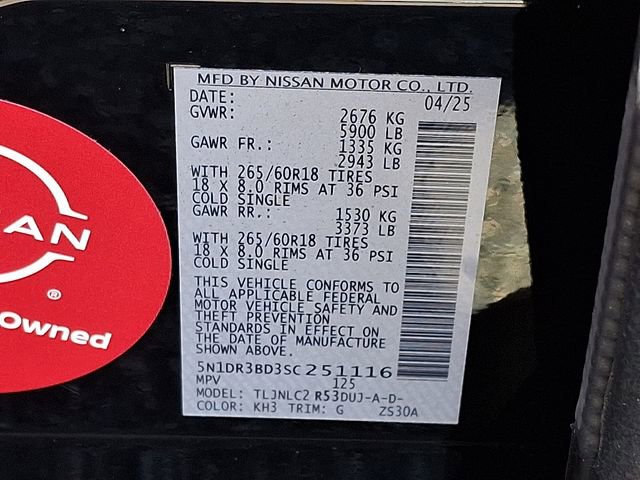 MFD BY NISSAN MOTOR CO., LTD.
DATE: 04/25
GVWR: 2676 KG
5900 LB
GAWR FR.: 1335 KG
2943 LB
WITH 265/60R18 TIRES
18 X 8.0 RIMS AT 36 PSI
COLD SINGLE
GAWR RR.: 1530 KG
3373 LB
WITH 265/60R18 TIRES
18 X 8.0 RIMS AT 36 PSI
COLD SINGLE
THIS VEHICLE CONFORMS TO
ALL APPLICABLE FEDERAL
MOTOR VEHICLE SAFETY AND
THEFT PREVENTION
STANDARDS IN EFFECT ON
THE DATE OF MANUFACTURE
SHOWN ABOVE.
5N1DR3BD3SC251116
MPV 125
MODEL: TLJNLC2 R53DUJ-A-D-
COLOR: KH3 TRIM: G ZS30A
SAN
®
Owned